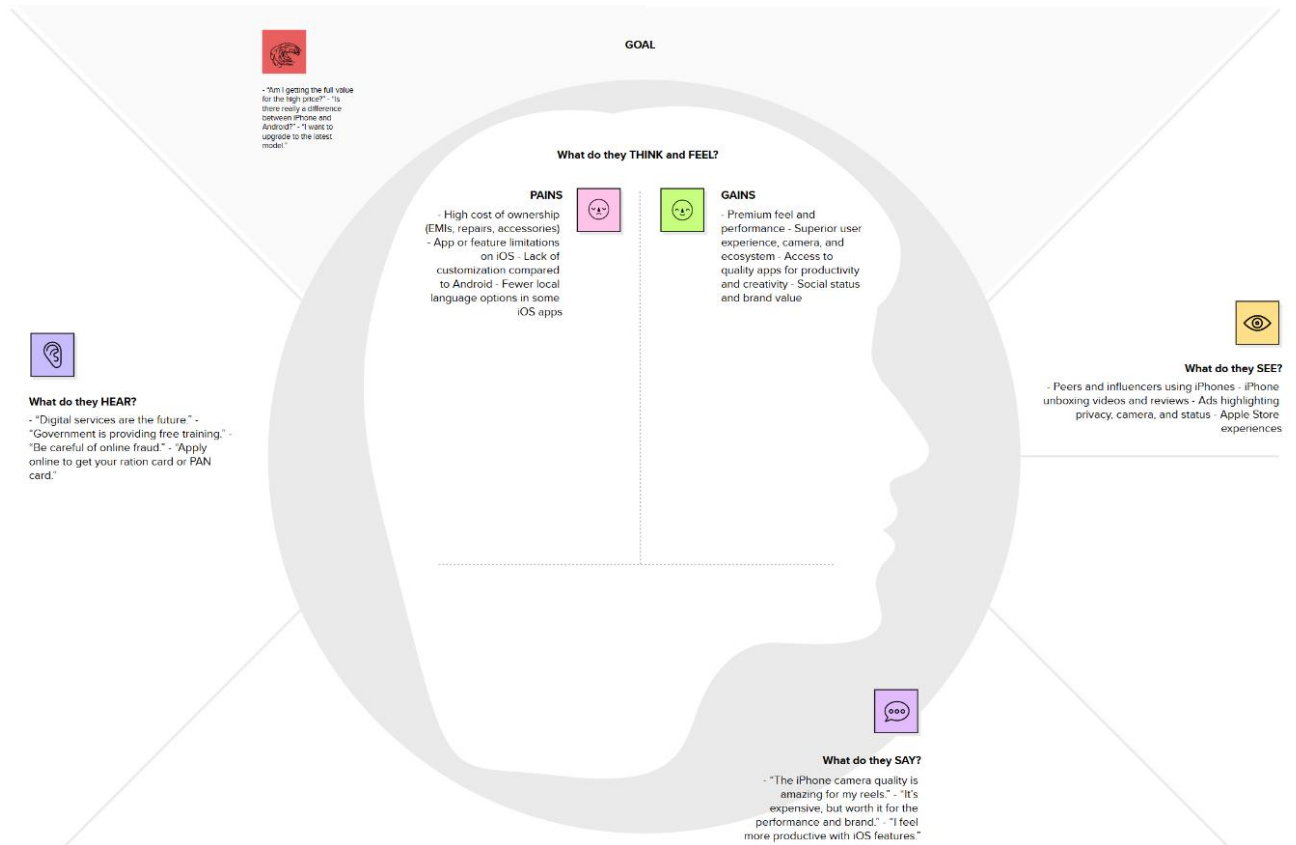 GOAL
- "Am I getting the full value
for the high price?" - "Is
there really a difference
between iPhone and
Android?" - "I want to
upgrade to the latest
model."
What do they THINK and FEEL?
PAINS
- High cost of ownership
(EMIs, repairs, accessories)
- App or feature limitations
on iOS - Lack of
customization compared
to Android - Fewer local
language options in some
iOS apps
GAINS
- Premium feel and
performance - Superior user
experience, camera, and
ecosystem - Access to
quality apps for productivity
and creativity - Social status
and brand value
What do they HEAR?
- “Digital services are the future.” -
“Government is providing free training.” -
“Be careful of online fraud.” - “Apply
online to get your ration card or PAN
card.”
What do they SEE?
- Peers and influencers using iPhones - iPhone
unboxing videos and reviews - Ads highlighting
privacy, camera, and status - Apple Store
experiences
What do they SAY?
- “The iPhone camera quality is
amazing for my reels.” - “It’s
expensive, but worth it for the
performance and brand.” - “I feel
more productive with iOS features.”